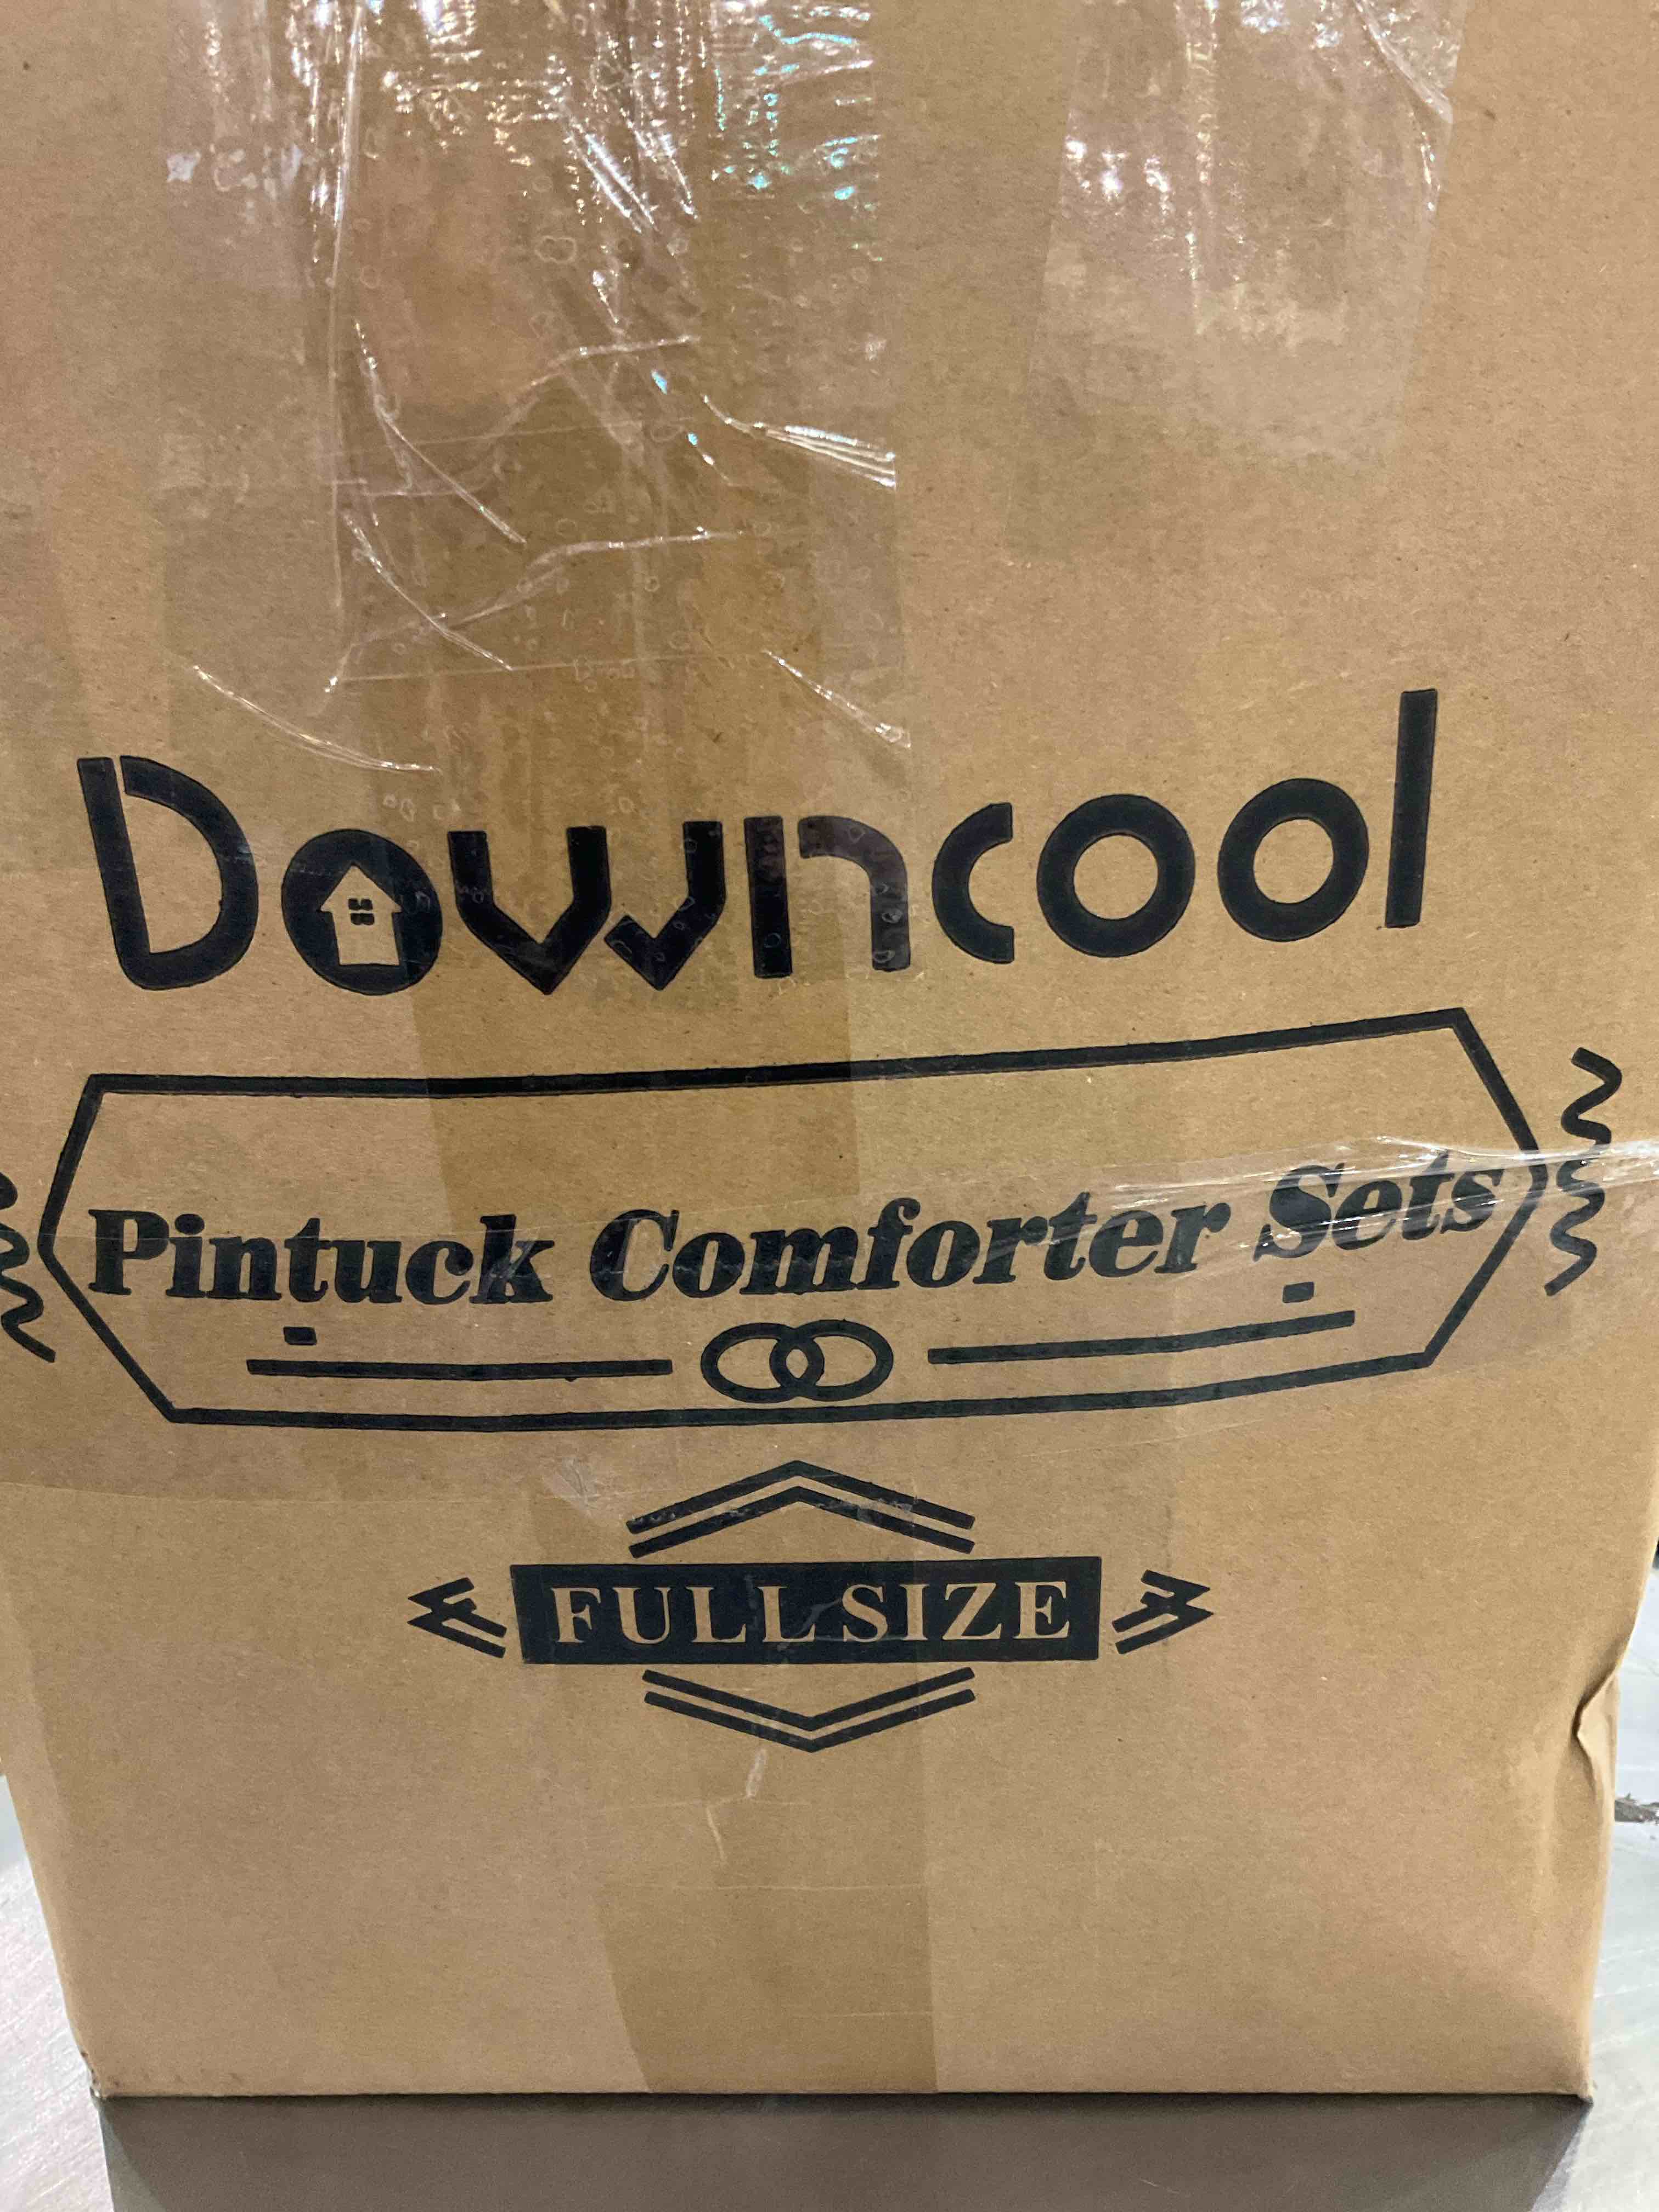 Downcool
Pintuck Comforter Sets
FULL SIZE